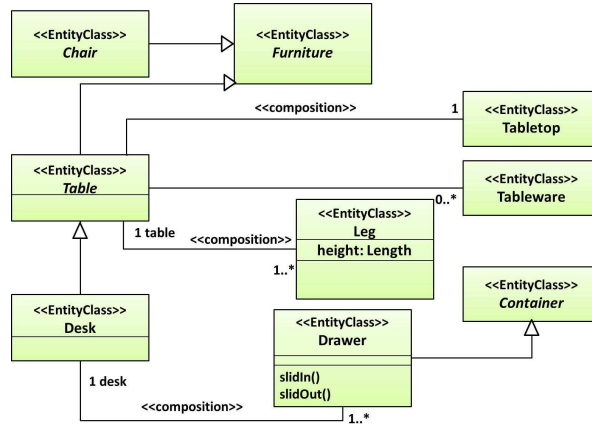 <<EntityClass>>
Chair
<<EntityClass>>
Furniture
<<composition>>
1
<<EntityClass>>
Tabletop
<<EntityClass>>
Table
<<EntityClass>>
Tableware
0..*
1 table
<<composition>>
1..*
<<EntityClass>>
Leg
height: Length
<<EntityClass>>
Container
<<EntityClass>>
Desk
<<EntityClass>>
Drawer
slidIn()
slidOut()
1 desk
<<composition>>
1..*